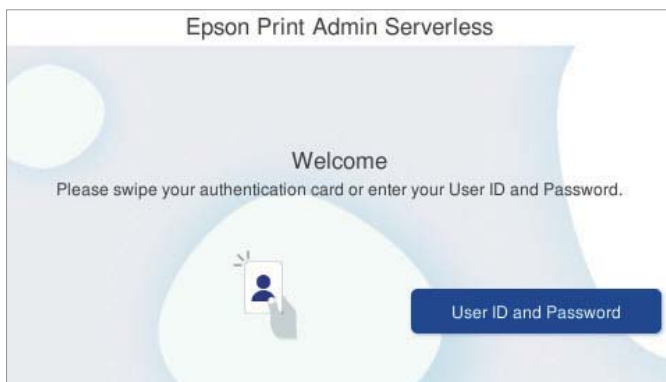 Epson Print Admin Serverless
Welcome
Please swipe your authentication card or enter your User ID and Password.
User ID and Password